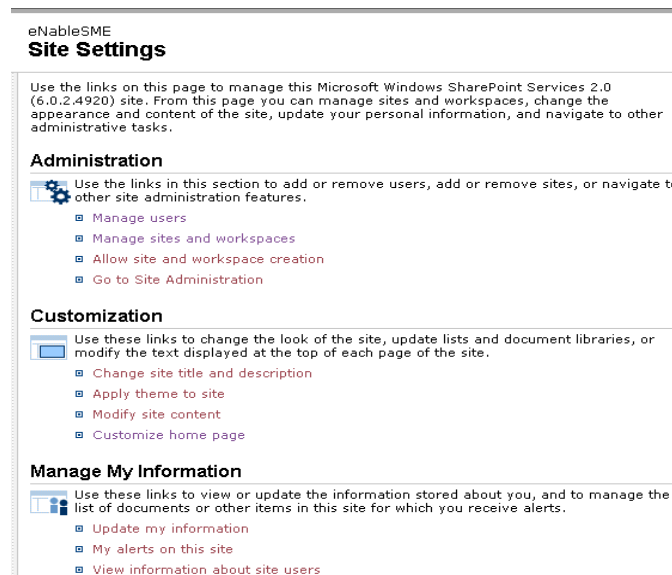 eNableSME
Site Settings
Use the links on this page to manage this Microsoft Windows SharePoint Services 2.0
(6.0.2.4920) site. From this page you can manage sites and workspaces, change the
appearance and content of the site, update your personal information, and navigate to other
administrative tasks.
Administration
Use the links in this section to add or remove users, add or remove sites, or navigate to
other site administration features.
Manage users
Manage sites and workspaces
Allow site and workspace creation
Go to Site Administration
Customization
Use these links to change the look of the site, update lists and document libraries, or
modify the text displayed at the top of each page of the site.
Change site title and description
Apply theme to site
Modify site content
Customize home page
Manage My Information
Use these links to view or update the information stored about you, and to manage the
list of documents or other items in this site for which you receive alerts.
Update my information
My alerts on this site
View information about site users